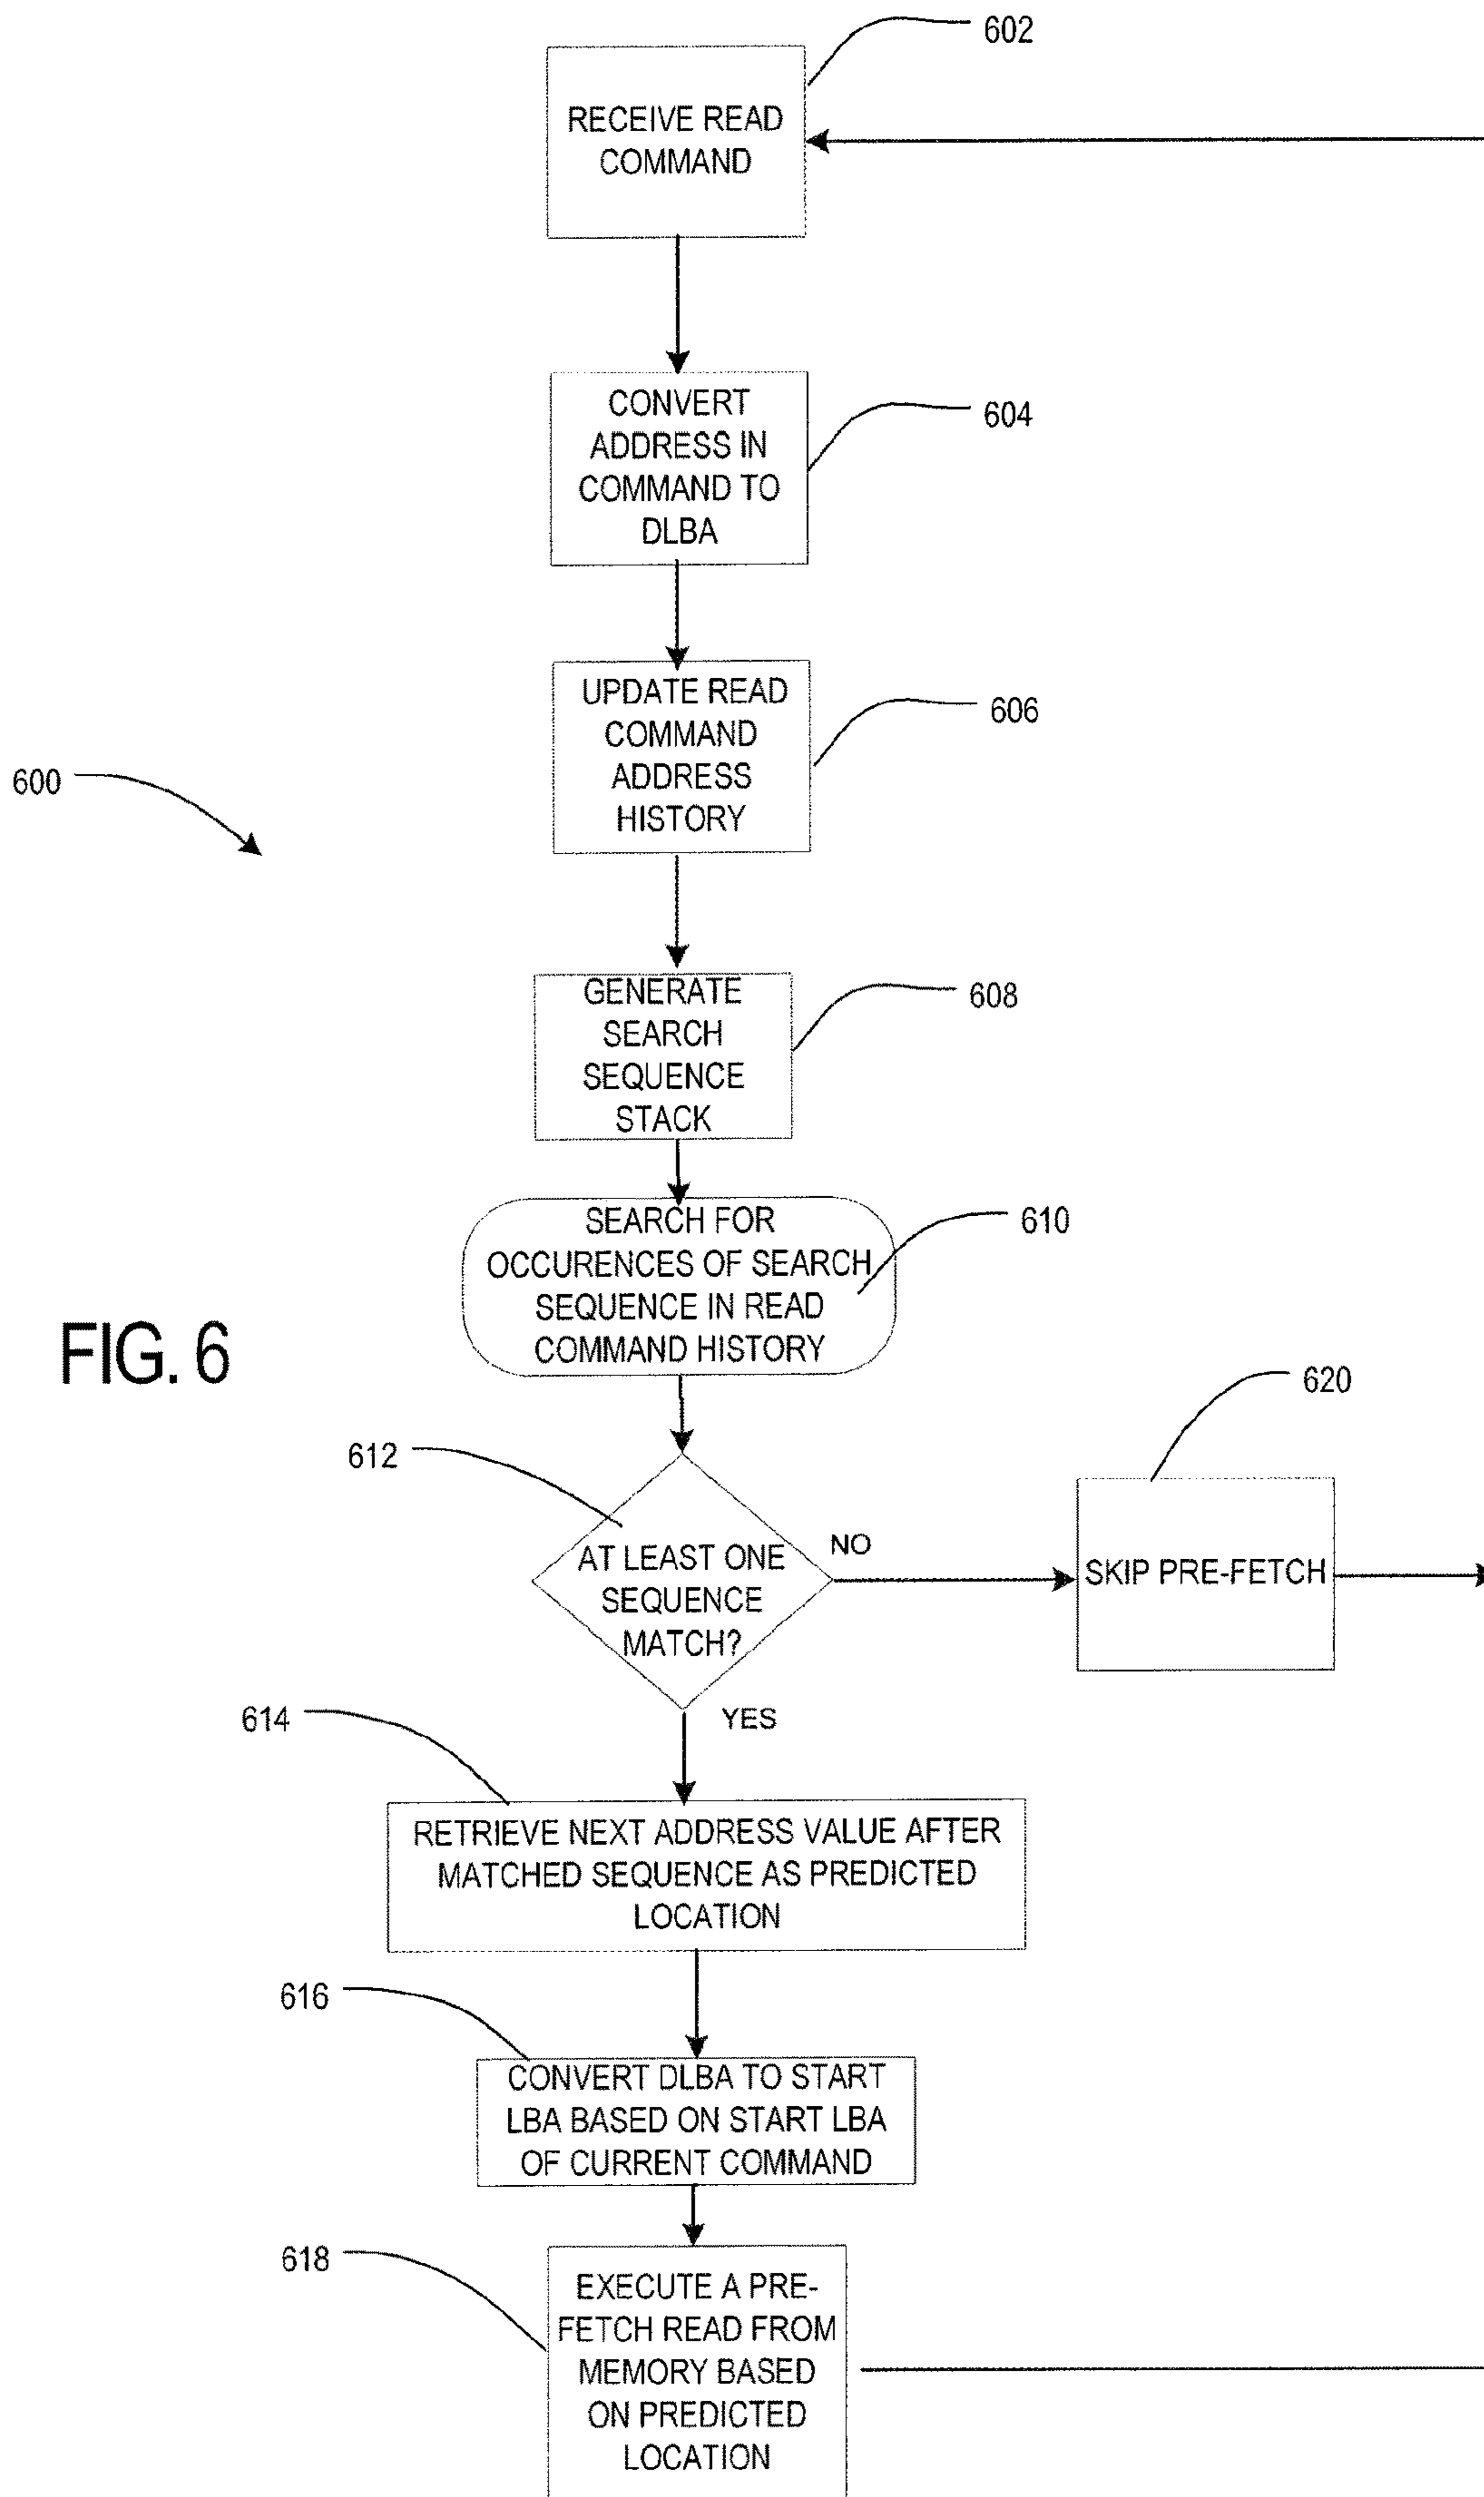 602
RECEIVE READ
COMMAND
CONVERT
ADDRESS IN
COMMAND TO
DLBA
604
UPDATE READ
COMMAND
ADDRESS
HISTORY
606
600
GENERATE
SEARCH
SEQUENCE
STACK
608
SEARCH FOR
OCCURENCES OF SEARCH
SEQUENCE IN READ
COMMAND HISTORY
610
FIG. 6
620
612
AT LEAST ONE
SEQUENCE
MATCH?
NO
SKIP PRE-FETCH
YES
614
RETRIEVE NEXT ADDRESS VALUE AFTER
MATCHED SEQUENCE AS PREDICTED
LOCATION
616
CONVERT DLBA TO START
LBA BASED ON START LBA
OF CURRENT COMMAND
618
EXECUTE A PRE-
FETCH READ FROM
MEMORY BASED
ON PREDICTED
LOCATION